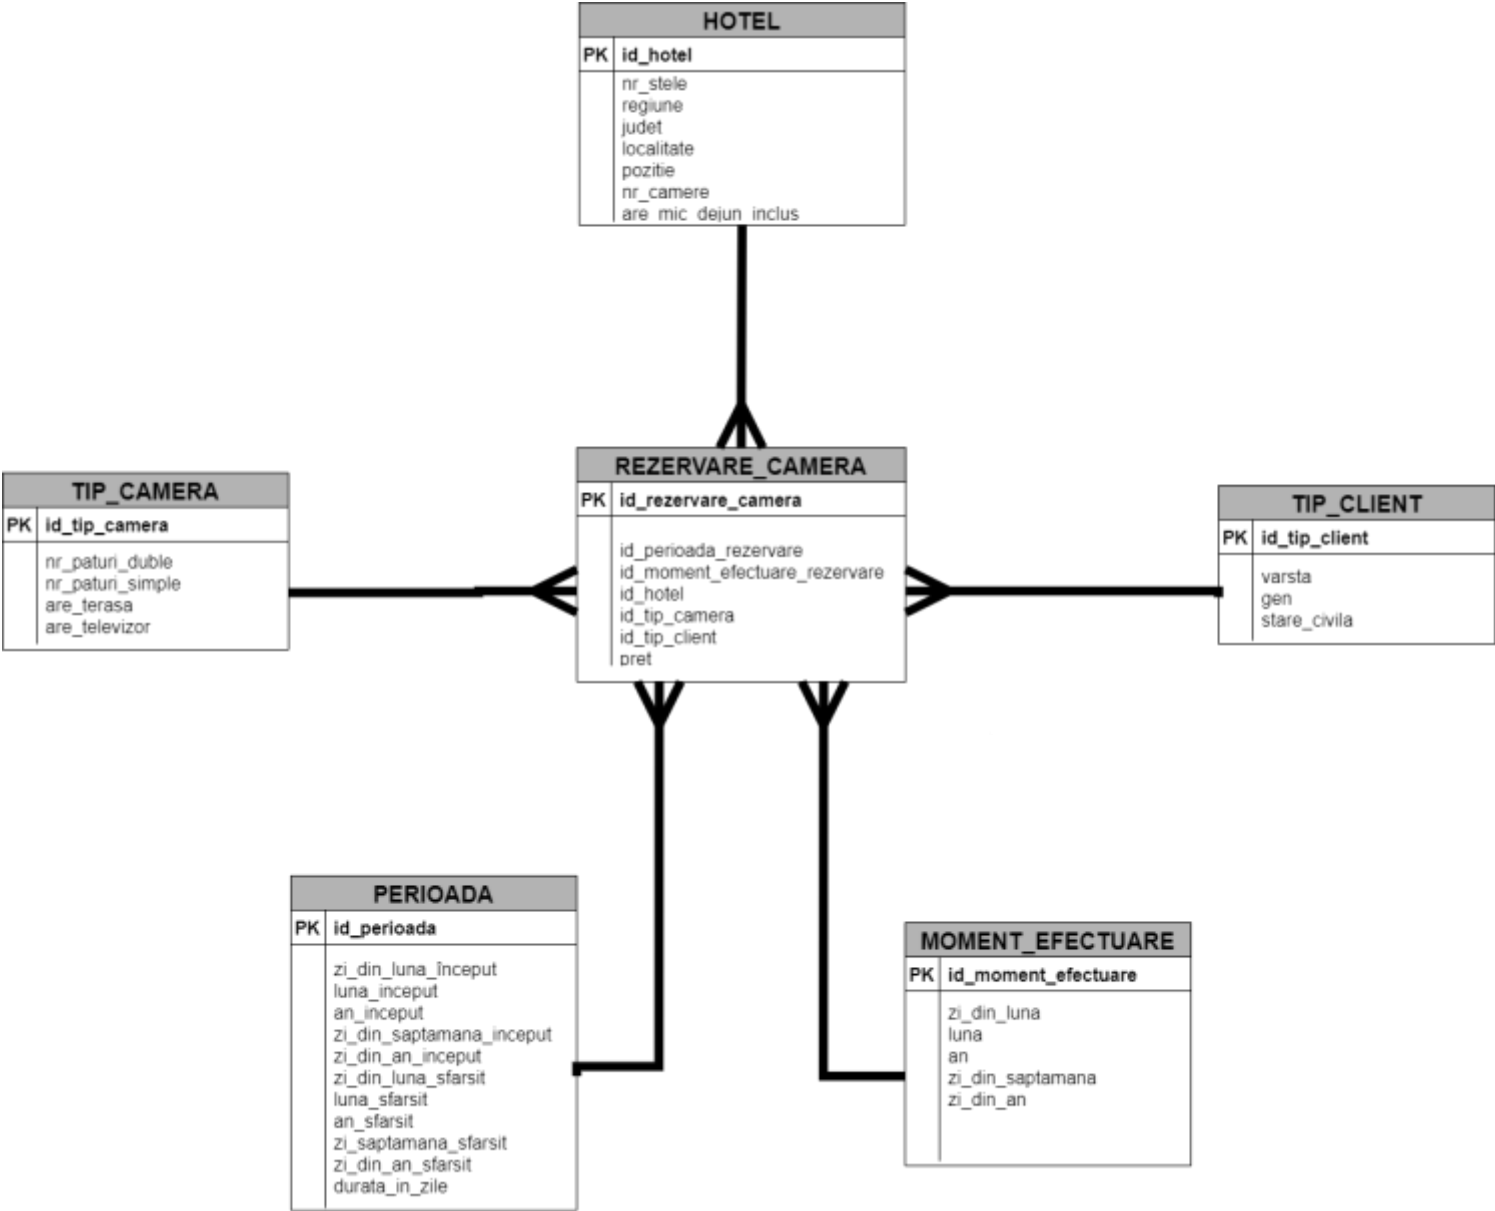 HOTEL
PK id_hotel
nr_stele
regiune
judet
localitate
pozitie
nr_camere
are_mic_dejun_inclus
REZERVARE_CAMERA
PK id_rezervare_camera
id_perioada_rezervare
id_moment_efectuare_rezervare
id_hotel
id_tip_camera
id_tip_client
pret
TIP_CAMERA
PK id_tip_camera
nr_paturi_duble
nr_paturi_simple
are_terasa
are_televizor
TIP_CLIENT
PK id_tip_client
varsta
gen
stare_civila
PERIOADA
PK id_perioada
zi_din_luna_început
luna_inceput
an_inceput
zi_din_saptamana_inceput
zi_din_an_inceput
zi_din_luna_sfarsit
luna_sfarsit
an_sfarsit
zi_saptamana_sfarsit
zi_din_an_sfarsit
durata_in_zile
MOMENT_EFECTUARE
PK id_moment_efectuare
zi_din_luna
luna
an
zi_din_saptamana
zi_din_an